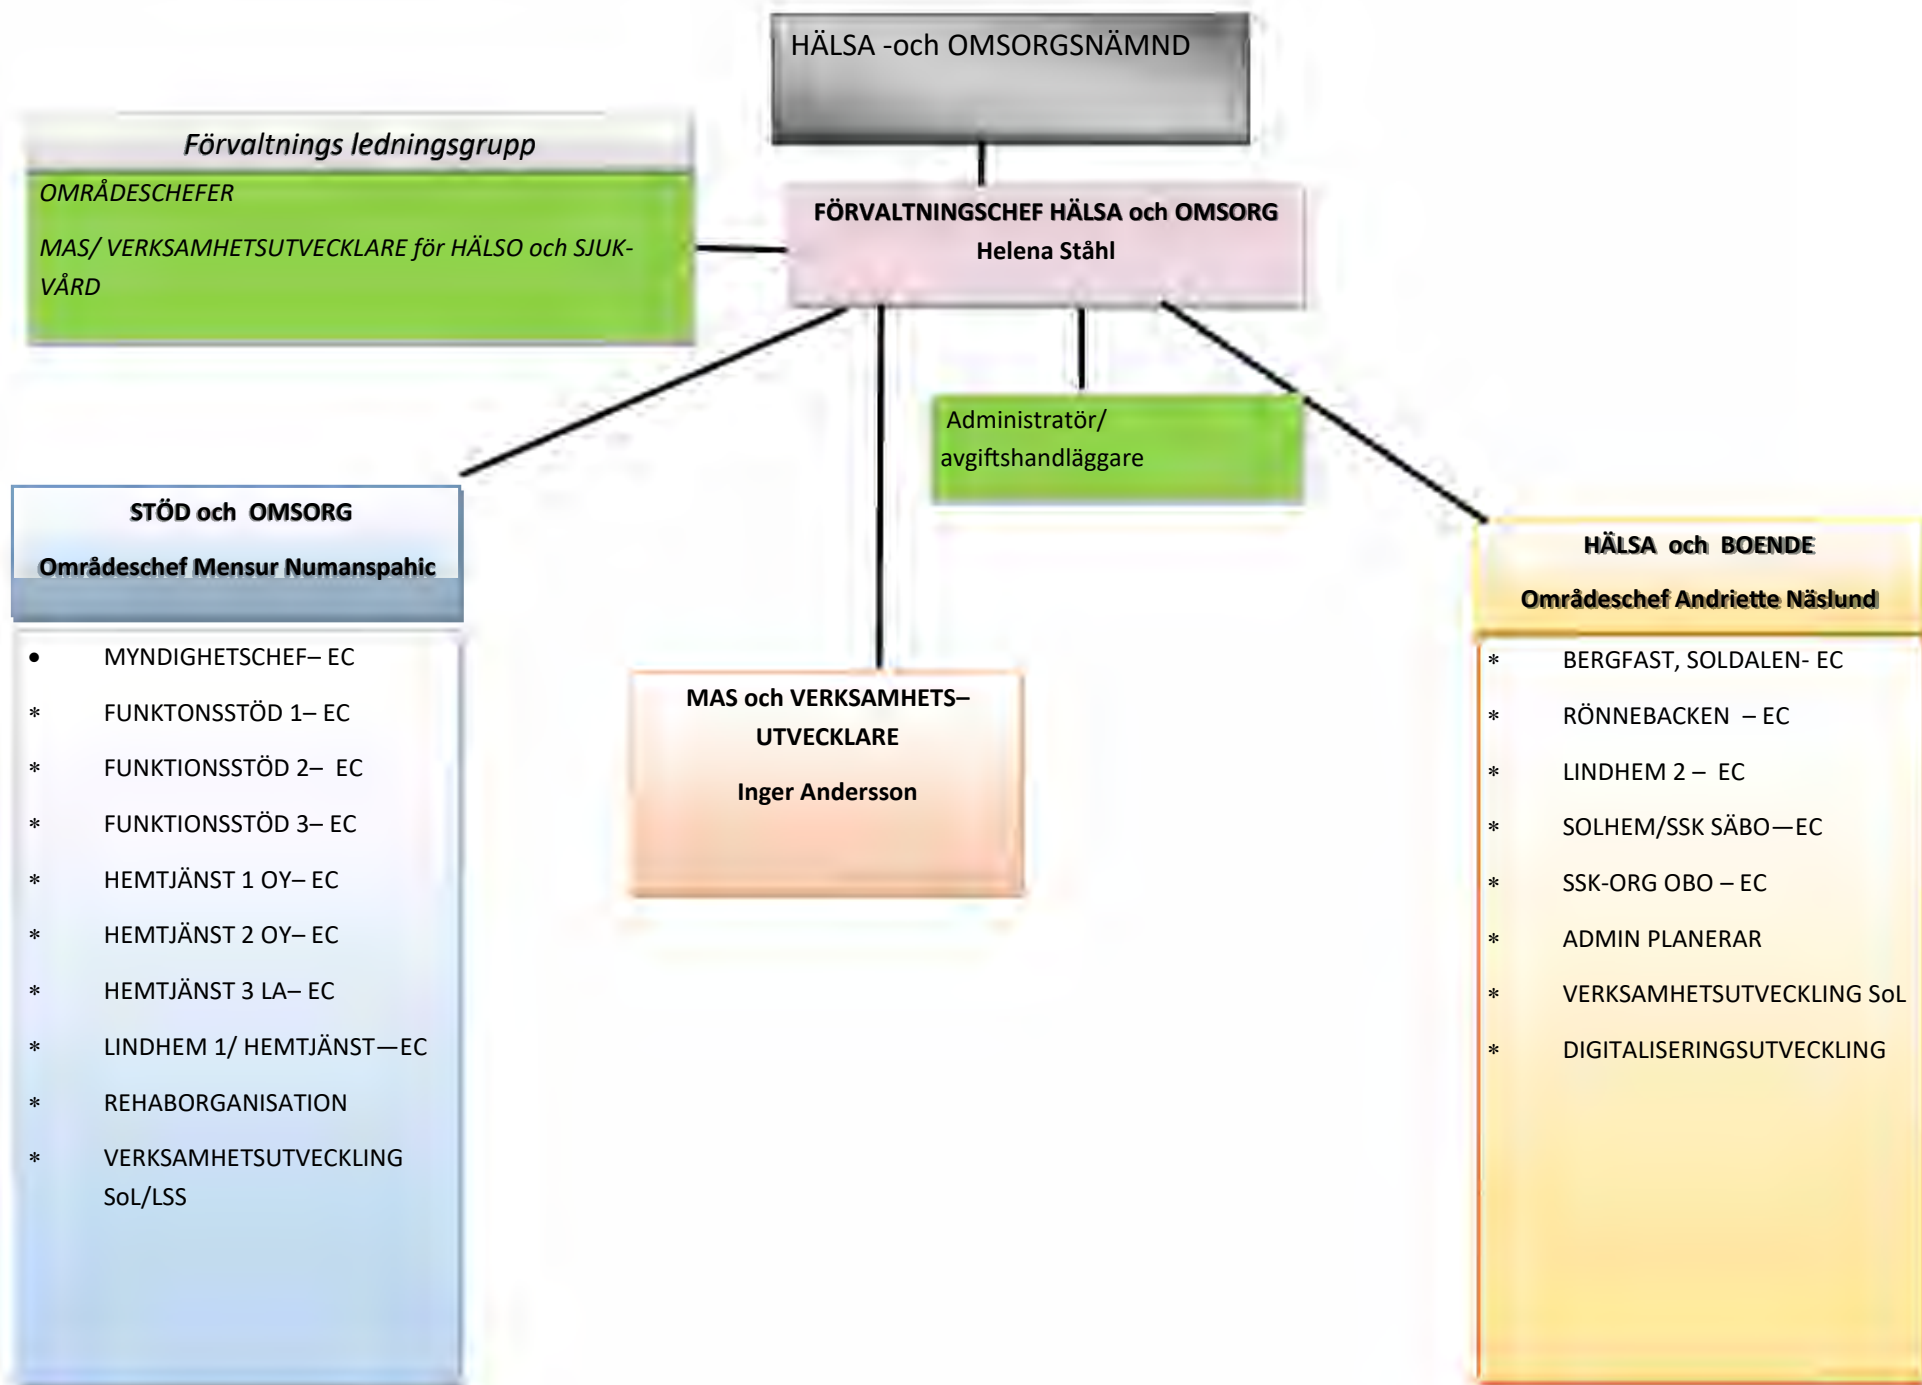 HÄLSA -och OMSORGSNÄMND
Förvaltnings ledningsgrupp
OMRÅDESCHEFER
MAS/ VERKSAMHETSUTVECKLARE för HÄLSO och SJUK-
VÅRD
FÖRVALTNINGSCHEF HÄLSA och OMSORG
Helena Ståhl
Administratör/
avgiftshandläggare
STÖD och OMSORG
Områdeschef Mensur Numanspahic
• MYNDIGHETSCHEF– EC
* FUNKTONSSTÖD 1– EC
* FUNKTIONSSTÖD 2– EC
* FUNKTIONSSTÖD 3– EC
* HEMTJÄNST 1 OY– EC
* HEMTJÄNST 2 OY– EC
* HEMTJÄNST 3 LA– EC
* LINDHEM 1/ HEMTJÄNST—EC
* REHABORGANISATION
* VERKSAMHETSUTVECKLING
SoL/LSS
MAS och VERKSAMHETS–
UTVECKLARE
Inger Andersson
HÄLSA och BOENDE
Områdeschef Andriette Näslund
* BERGFAST, SOLDALEN- EC
* RÖNNEBACKEN – EC
* LINDHEM 2 – EC
* SOLHEM/SSK SÄBO—EC
* SSK-ORG OBO – EC
* ADMIN PLANERAR
* VERKSAMHETSUTVECKLING SoL
* DIGITALISERINGSUTVECKLING